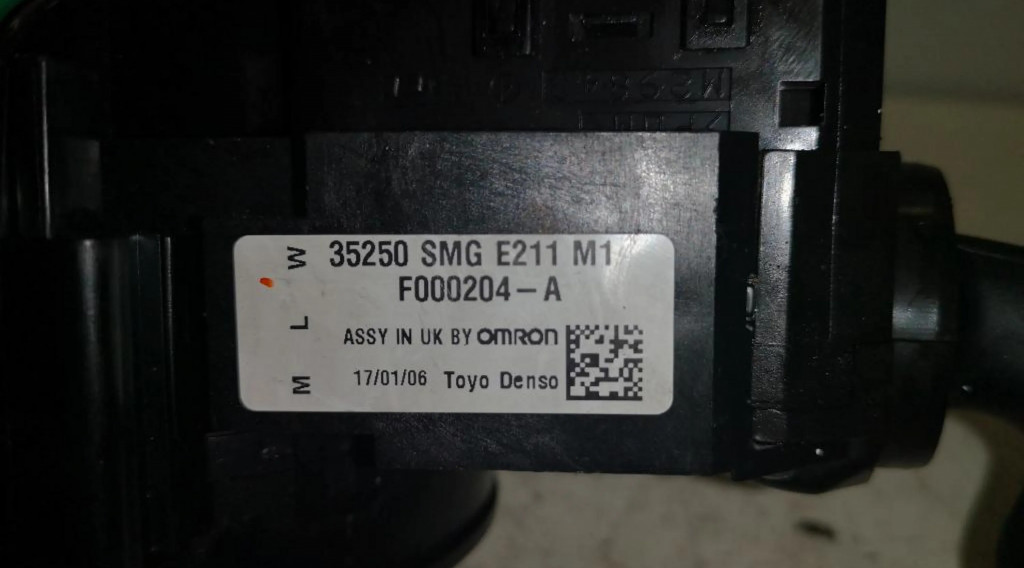 35250 SMG E211 M1
F000204-A
ASSY IN UK BY OMRON
17/01/06 Toyo Denso
W
L
M